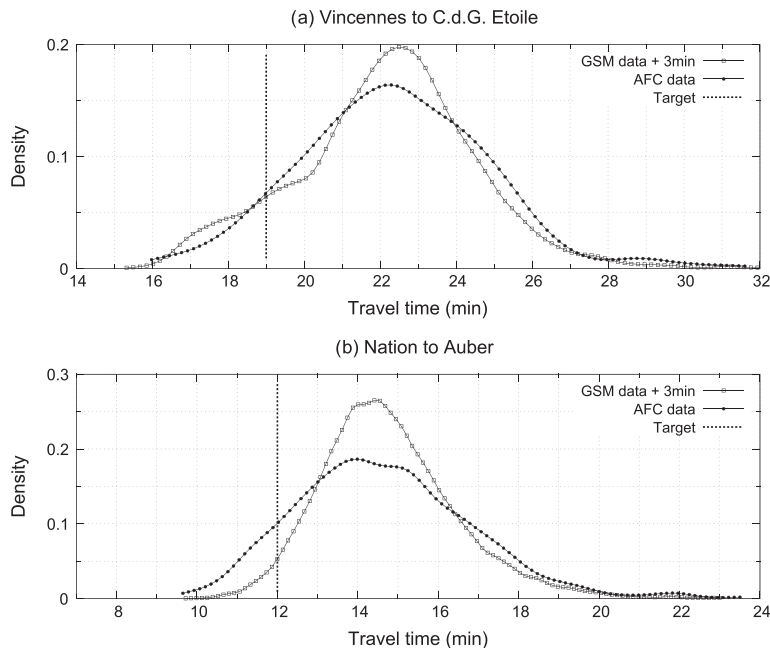 (a) Vincennes to C.d.G. Etoile
GSM data + 3min
AFC data
Target
0.2
0.1
0
Density
14 16 18 20 22 24 26 28 30 32
Travel time (min)
(b) Nation to Auber
GSM data + 3min
AFC data
Target
0.3
0.2
0.1
0
Density
8 10 12 14 16 18 20 22 24
Travel time (min)